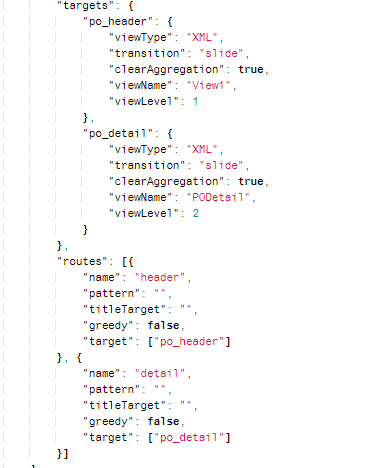 "targets": {
"po_header": {
"viewType": "XML",
"transition": "slide",
"clearAggregation": true,
"viewName": "View1",
"viewLevel": 1
},
"po_detail": {
"viewType": "XML",
"transition": "slide",
"clearAggregation": true,
"viewName": "PODetail",
"viewLevel": 2
}
},
"routes": [{
"name": "header",
"pattern": "",
"titleTarget": "",
"greedy": false,
"target": ["po_header"]
}, {
"name": "detail",
"pattern": "",
"titleTarget": "",
"greedy": false,
"target": ["po_detail"]
}]